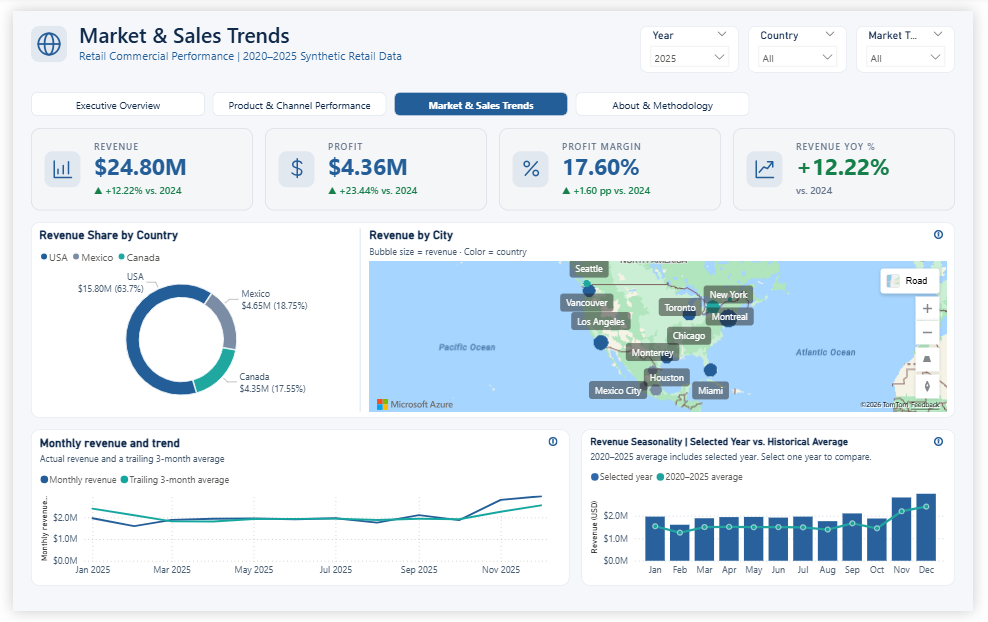 Market & Sales Trends
Retail Commercial Performance | 2020–2025 Synthetic Retail Data
Year
2025
Country
All
Market T...
All
Executive Overview
Product & Channel Performance
Market & Sales Trends
About & Methodology
REVENUE
$24.80M
▲ +12.22% vs. 2024
PROFIT
$4.36M
▲ +23.44% vs. 2024
PROFIT MARGIN
17.60%
▲ +1.60 pp vs. 2024
REVENUE YOY %
+12.22%
vs. 2024
Revenue Share by Country
USA Mexico Canada
USA
$15.80M (63.7%)
Mexico
$4.65M (18.75%)
Canada
$4.35M (17.55%)
Revenue by City
Bubble size = revenue · Color = country
NORTH AMERICA
Seattle
Vancouver
New York
Toronto
Montreal
Los Angeles
Chicago
Monterrey
Houston
Mexico City
Miami
Pacific Ocean
Atlantic Ocean
Road
Microsoft Azure
©2026 TomTom Feedback
Monthly revenue and trend
Actual revenue and a trailing 3-month average
Monthly revenue Trailing 3-month average
Monthly revenue...
$2.0M
$1.0M
$0.0M
Jan 2025 Mar 2025 May 2025 Jul 2025 Sep 2025 Nov 2025
Revenue Seasonality | Selected Year vs. Historical Average
2020–2025 average includes selected year. Select one year to compare.
Selected year 2020–2025 average
Revenue (USD)
$2.0M
$1.0M
$0.0M
Jan Feb Mar Apr May Jun Jul Aug Sep Oct Nov Dec